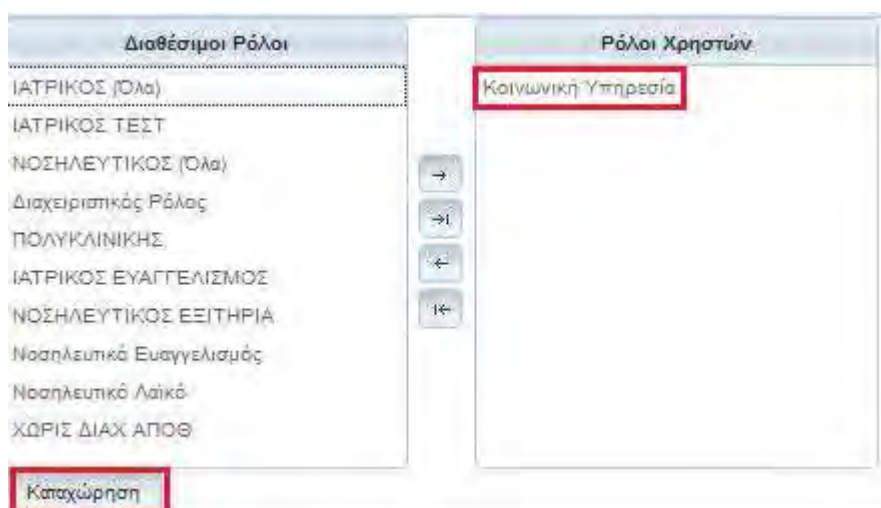 Διαθέσιμοι Ρόλοι
ΙΑΤΡΙΚΟΣ (Όλα)
ΙΑΤΡΙΚΟΣ ΤΕΣΤ
ΝΟΣΗΛΕΥΤΙΚΟΣ (Όλα)
Διαχειριστικός Ρόλος
ΠΟΛΥΚΛΙΝΙΚΗΣ
ΙΑΤΡΙΚΟΣ ΕΥΑΓΓΕΛΙΣΜΟΣ
ΝΟΣΗΛΕΥΤΙΚΟΣ ΕΞΙΤΗΡΙΑ
Νοσηλευτικό Ευαγγελισμός
Νοσηλευτικό Λαϊκό
ΧΩΡΙΣ ΔΙΑΧ ΑΠΟΘ
Ρόλοι Χρηστών
Κοινωνική Υπηρεσία
Καταχώρηση